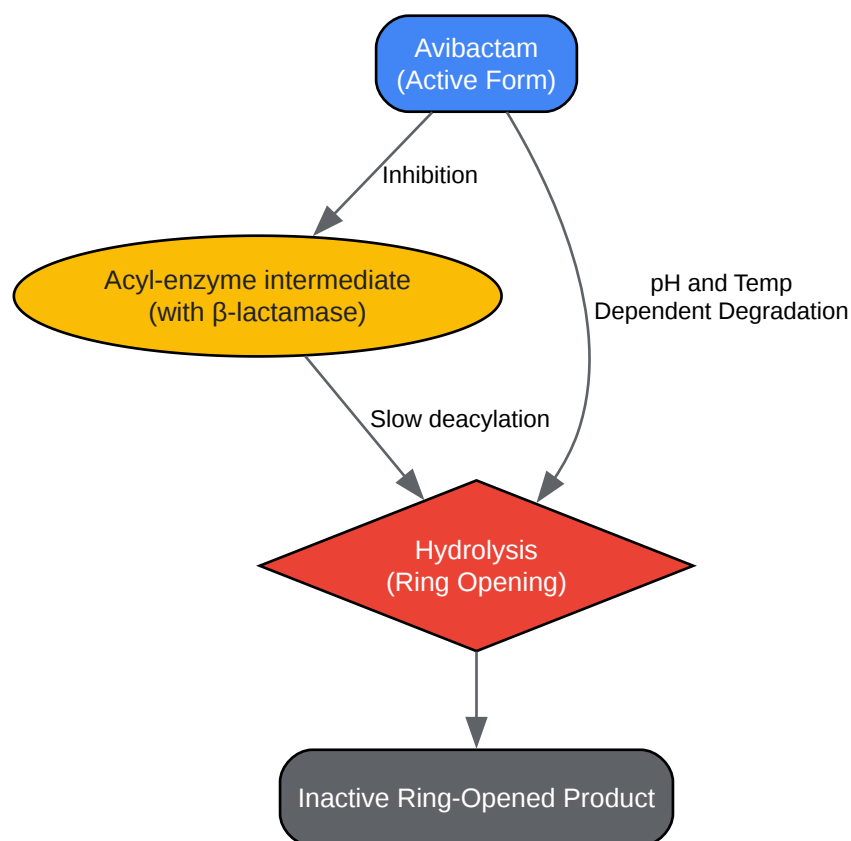 Avibactam
(Active Form)
Inhibition
Acyl-enzyme intermediate
(with β-lactamase)
pH and Temp
Dependent Degradation
Slow deacylation
Hydrolysis
(Ring Opening)
Inactive Ring-Opened Product